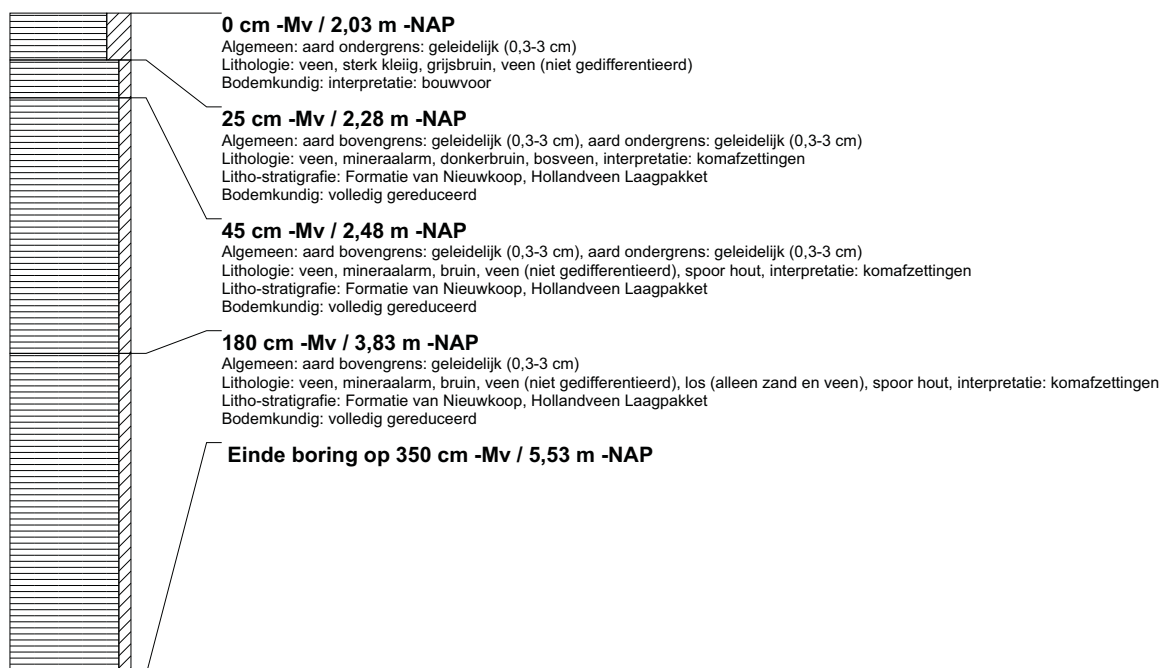 0 cm -Mv / 2,03 m -NAP
Algemeen: aard ondergrens: geleidelijk (0,3-3 cm)
Lithologie: veen, sterk kleiig, grijsbruin, veen (niet gedifferentieerd)
Bodemkundig: interpretatie: bouwvoor
25 cm -Mv / 2,28 m -NAP
Algemeen: aard bovengrens: geleidelijk (0,3-3 cm), aard ondergrens: geleidelijk (0,3-3 cm)
Lithologie: veen, mineraalarm, donkerbruin, bosveen, interpretatie: komafzettingen
Litho-stratigrafie: Formatie van Nieuwkoop, Hollandveen Laagpakket
Bodemkundig: volledig gereduceerd
45 cm -Mv / 2,48 m -NAP
Algemeen: aard bovengrens: geleidelijk (0,3-3 cm), aard ondergrens: geleidelijk (0,3-3 cm)
Lithologie: veen, mineraalarm, bruin, veen (niet gedifferentieerd), spoor hout, interpretatie: komafzettingen
Litho-stratigrafie: Formatie van Nieuwkoop, Hollandveen Laagpakket
Bodemkundig: volledig gereduceerd
180 cm -Mv / 3,83 m -NAP
Algemeen: aard bovengrens: geleidelijk (0,3-3 cm)
Lithologie: veen, mineraalarm, bruin, veen (niet gedifferentieerd), los (alleen zand en veen), spoor hout, interpretatie: komafzettingen
Litho-stratigrafie: Formatie van Nieuwkoop, Hollandveen Laagpakket
Bodemkundig: volledig gereduceerd
Einde boring op 350 cm -Mv / 5,53 m -NAP